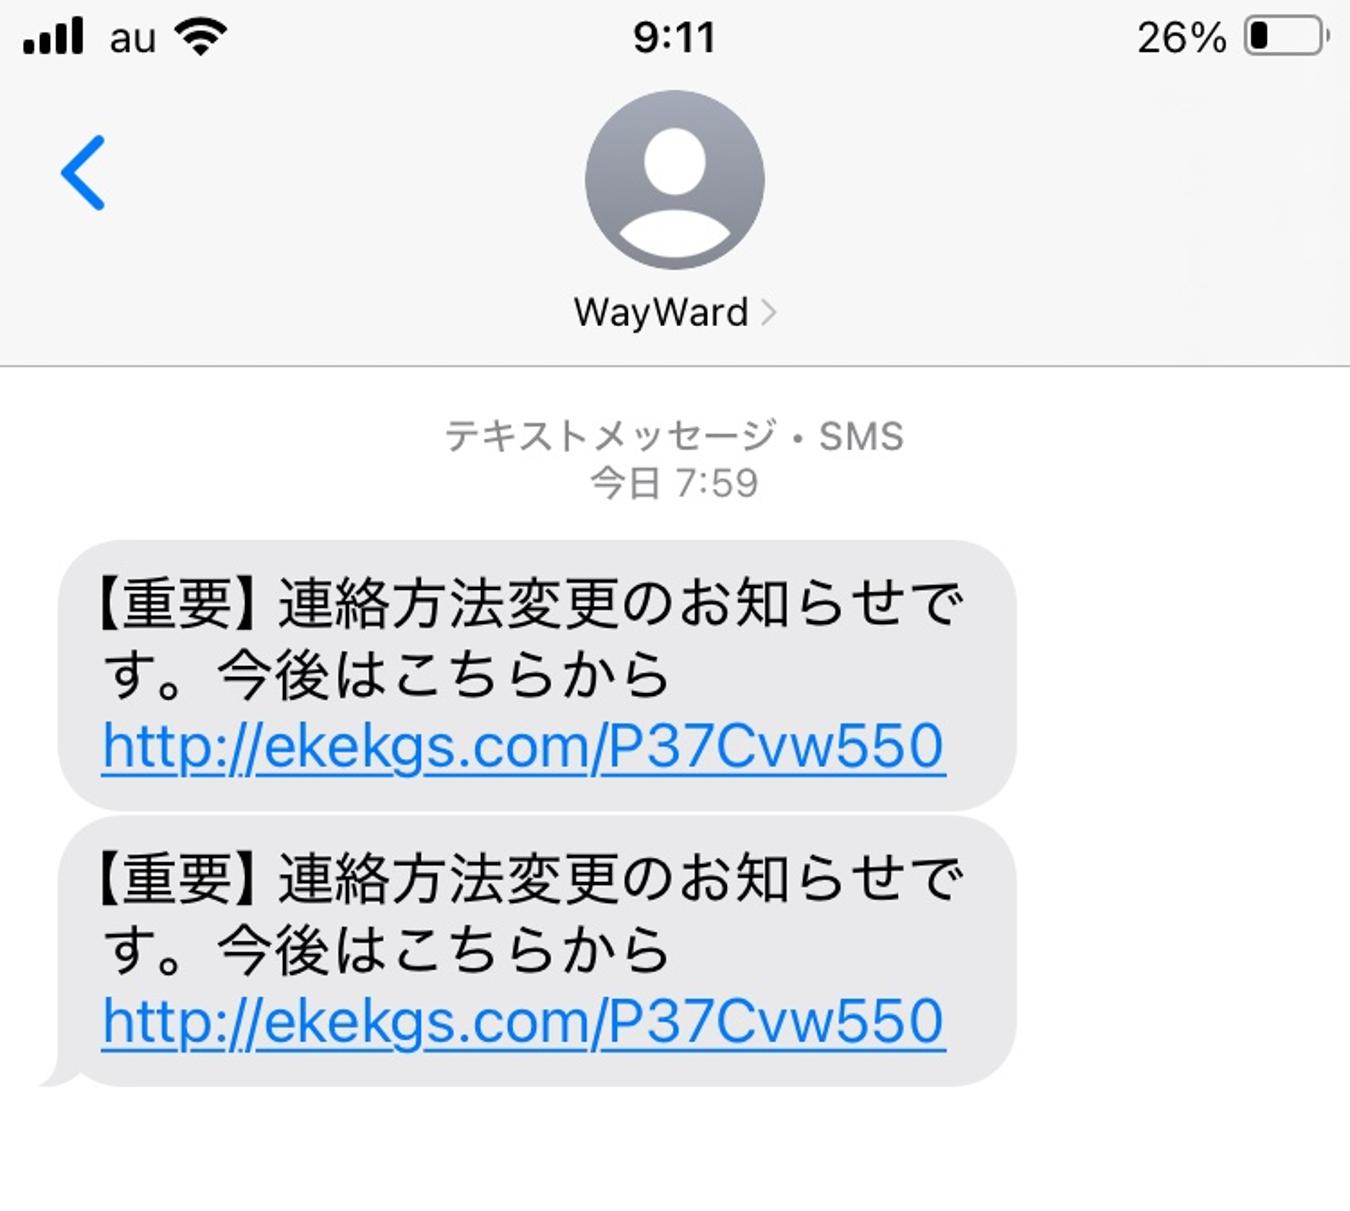 au 9:11 26%
WayWard
テキストメッセージ・SMS
今日 7:59
【重要】連絡方法変更のお知らせで
す。今後はこちらから
http://ekekgs.com/P37Cvw550
【重要】連絡方法変更のお知らせで
す。今後はこちらから
http://ekekgs.com/P37Cvw550